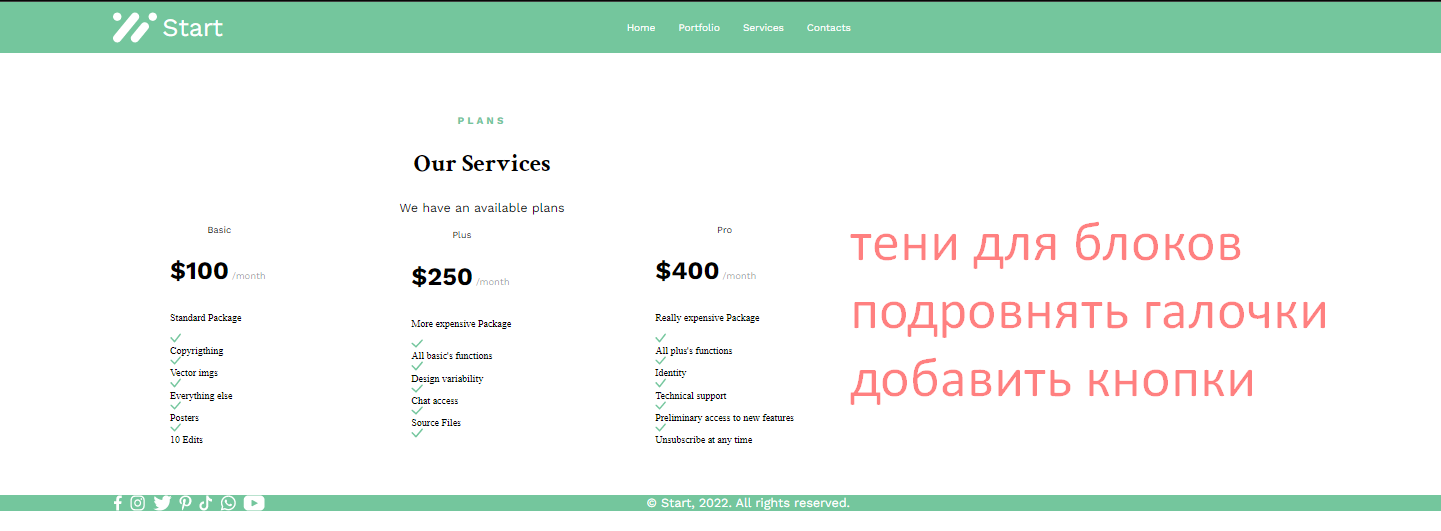 Start
Home Portfolio Services Contacts
PLANS
Our Services
We have an available plans
Basic
$100 /month
Standard Package
Copyrigthing
Vector imgs
Everything else
Posters
10 Edits
Plus
$250 /month
More expensive Package
All basic's functions
Design variability
Chat access
Source Files
Pro
$400 /month
Really expensive Package
All plus's functions
Identity
Technical support
Preliminary access to new features
Unsubscribe at any time
тени для блоков
подровнять галочки
добавить кнопки
© Start, 2022. All rights reserved.